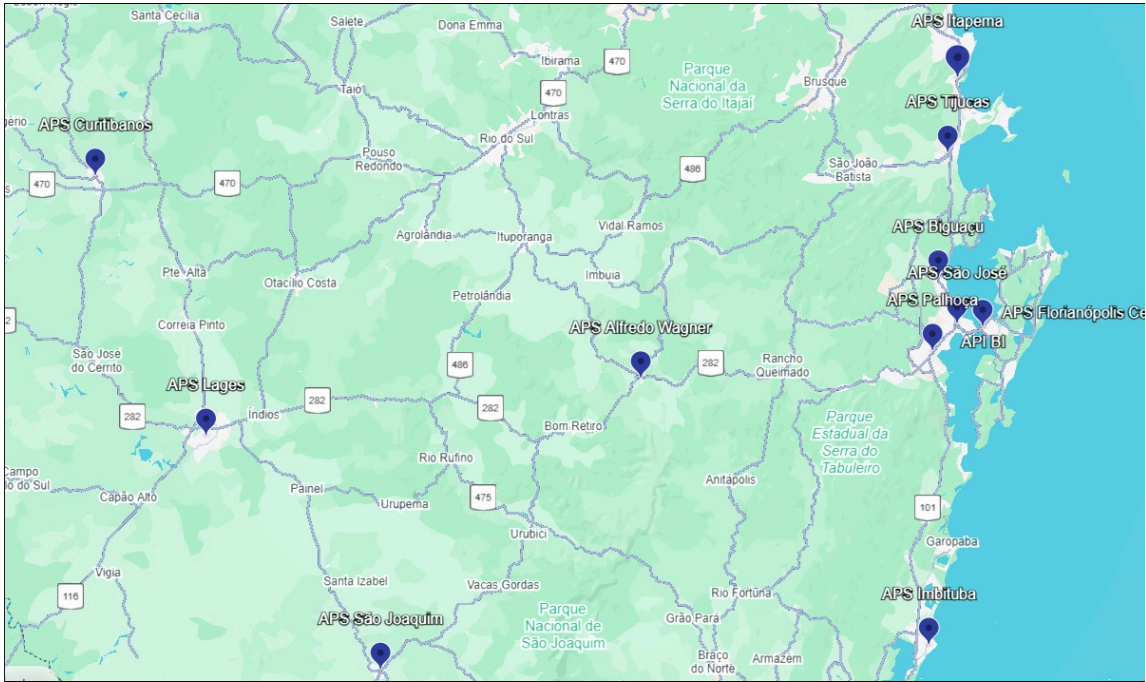 Santa Cecília
Salete
Dona Emma
APS Itapema
470
Ibirama
Parque
Nacional da
Serra do Itajaí
Brusque
Taió
470
Lontras
APS Tijucas
APS Curitibanos
Rio do Sul
Pouso
Redondo
486
São João
Batista
470
470
Agrolândia
Ituporanga
Vidal Ramos
APS Biguaçu
Pte. Alta
Otacílio Costa
Imbuia
APS São José
Petrolândia
APS Palhoça
APS Florianópolis Ce
Correia Pinto
APS Alfredo Wagner
API BI
São José
do Cerrito
486
282
Rancho
Queimado
APS Lages
282
282
Índios
282
Bom Retiro
Parque
Estadual da
Serra do
Tabuleiro
Rio Rufino
Campo
Capão Alto
Painel
475
Urupema
Anitápolis
101
Urubici
Garopaba
Vigia
Santa Izabel
Vacas Gordas
116
Rio Fortuna
APS Imbituba
APS São Joaquim
Parque
Nacional de
São Joaquim
Grão Pará
Braço
do Norte
Armazém